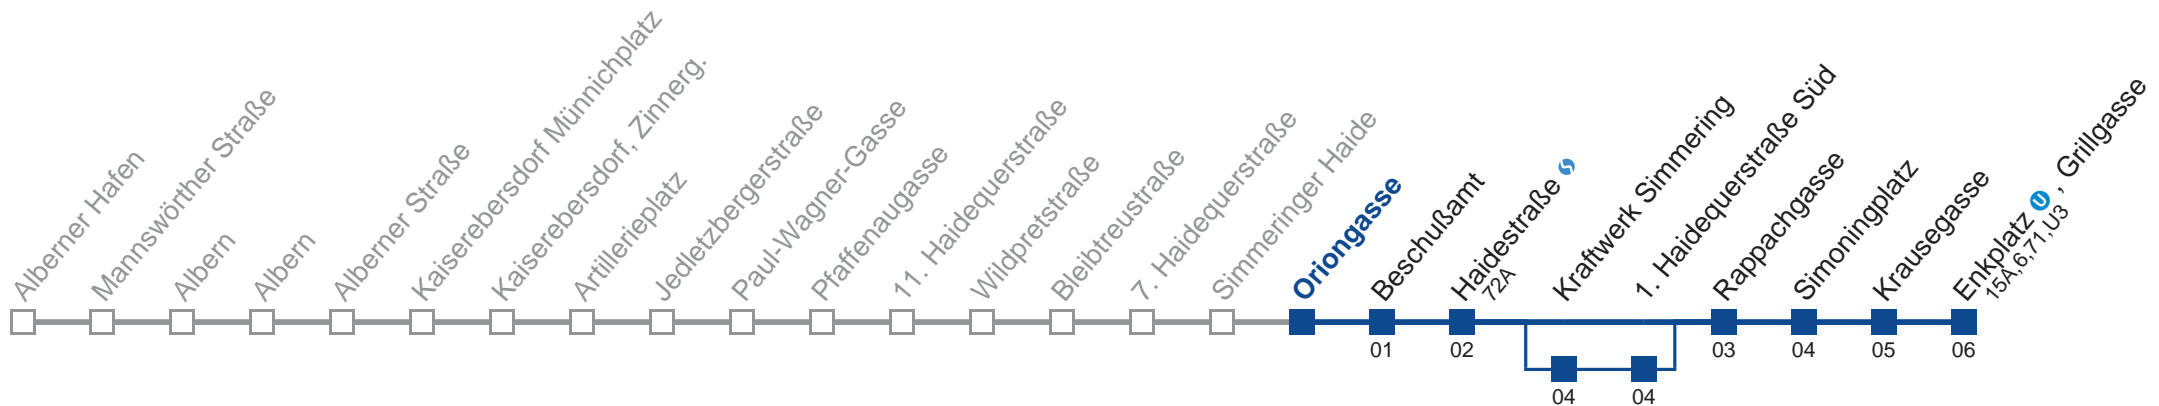 Alberner Hafen
Mannswörther Straße
Albern
Albern
Alberner Straße
Kaiserebersdorf Münnichplatz
Kaiserebersdorf, Zinnerg.
Artillerieplatz
Jedletzbergerstraße
Paul-Wagner-Gasse
Pfaffenaugasse
11. Haidequerstraße
Wildpretstraße
Bleibtreustraße
7. Haidequerstraße
Simmeringer Haide
Oriongasse
Beschußamt
01
Haidestraße S
72A
02
Kraftwerk Simmering
04
1. Haidequerstraße Süd
04
Rappachgasse
03
Simoningplatz
04
Krausegasse
05
Enkplatz U , Grillgasse
15A,6,71,U3
06